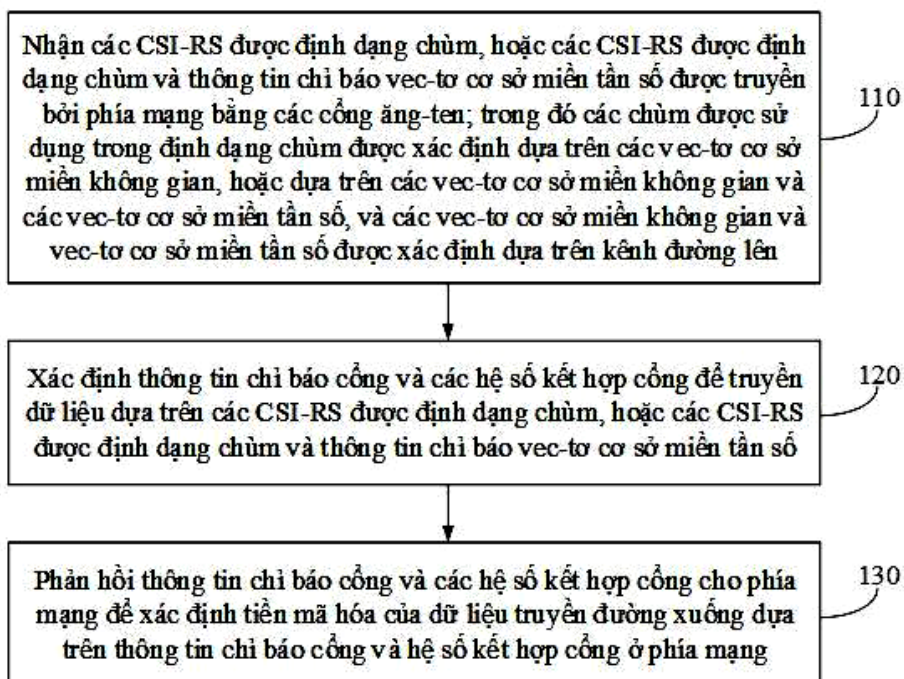 Nhận các CSI-RS được định dạng chùm, hoặc các CSI-RS được định
dạng chùm và thông tin chỉ báo vec-tơ cơ sở miền tần số được truyền
bởi phía mạng bằng các cổng ăng-ten; trong đó các chùm được sử
dụng trong định dạng chùm được xác định dựa trên các vec-tơ cơ sở
miền không gian, hoặc dựa trên các vec-tơ cơ sở miền không gian và
các vec-tơ cơ sở miền tần số, và các vec-tơ cơ sở miền không gian và
vec-tơ cơ sở miền tần số được xác định dựa trên kênh đường lên
110
Xác định thông tin chỉ báo cổng và các hệ số kết hợp cổng để truyền
dữ liệu dựa trên các CSI-RS được định dạng chùm, hoặc các CSI-RS
được định dạng chùm và thông tin chỉ báo vec-tơ cơ sở miền tần số
120
Phản hồi thông tin chỉ báo cổng và các hệ số kết hợp cổng cho phía
mạng để xác định tiền mã hóa của dữ liệu truyền đường xuống dựa
trên thông tin chỉ báo cổng và hệ số kết hợp cổng ở phía mạng
130